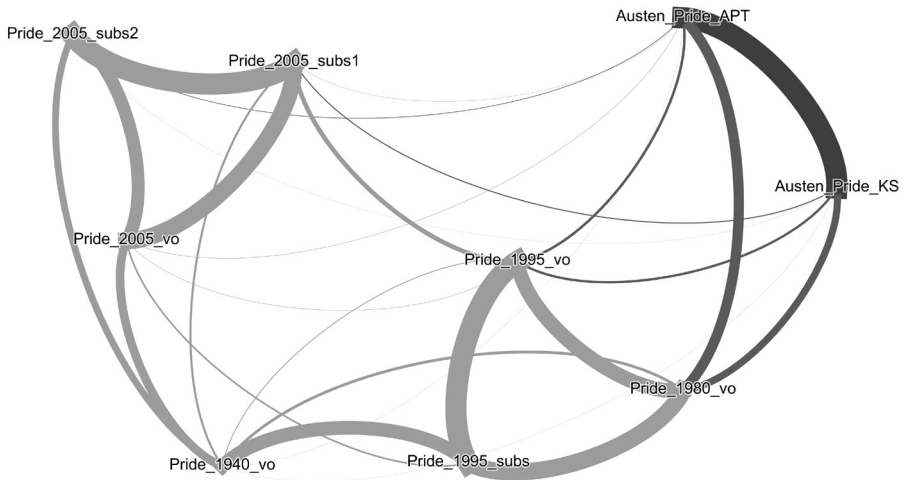 Austen_Pride_APT
Pride_2005_subs2
Pride_2005_subs1
Austen_Pride_KS
Pride_2005_vo
Pride_1995_vo
Pride_1980_vo
Pride_1940_vo
Pride_1995_subs